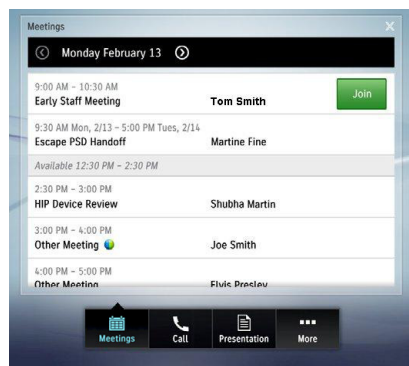 Meetings
Monday February 13
9:00 AM - 10:30 AM
Early Staff Meeting Tom Smith
Join
9:30 AM Mon, 2/13 - 5:00 PM Tues, 2/14
Escape PSD Handoff Martine Fine
Available 12:30 PM - 2:30 PM
2:30 PM - 3:00 PM
HIP Device Review Shubha Martin
3:00 PM - 4:00 PM
Other Meeting Joe Smith
4:00 PM - 5:00 PM
Other Meeting Elvis Presley
Meetings Call Presentation More